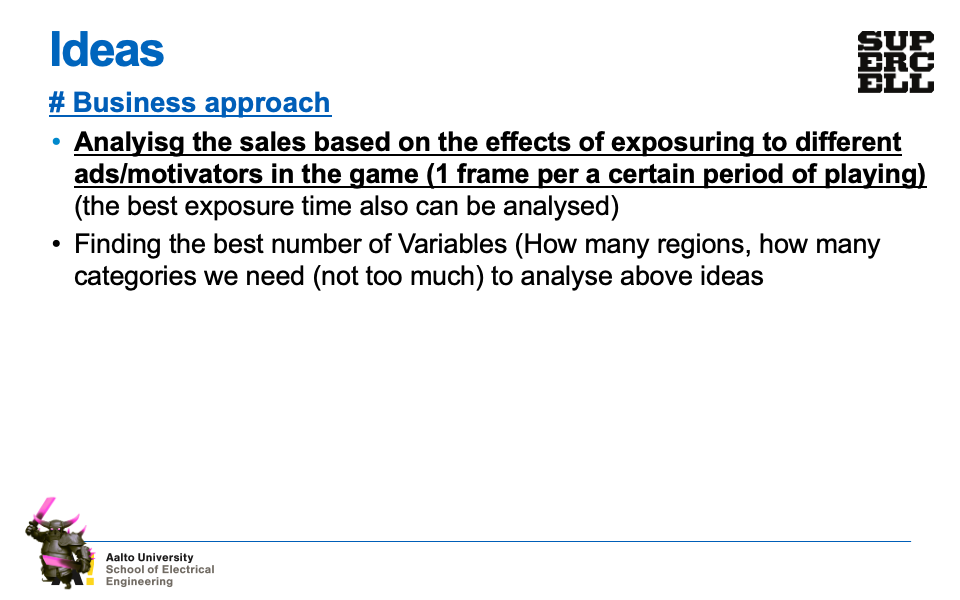 Ideas
SUP
ERC
ELL
# Business approach
• Analyisg the sales based on the effects of exposuring to different
ads/motivators in the game (1 frame per a certain period of playing)
(the best exposure time also can be analysed)
• Finding the best number of Variables (How many regions, how many
categories we need (not too much) to analyse above ideas
Aalto University
School of Electrical
Engineering